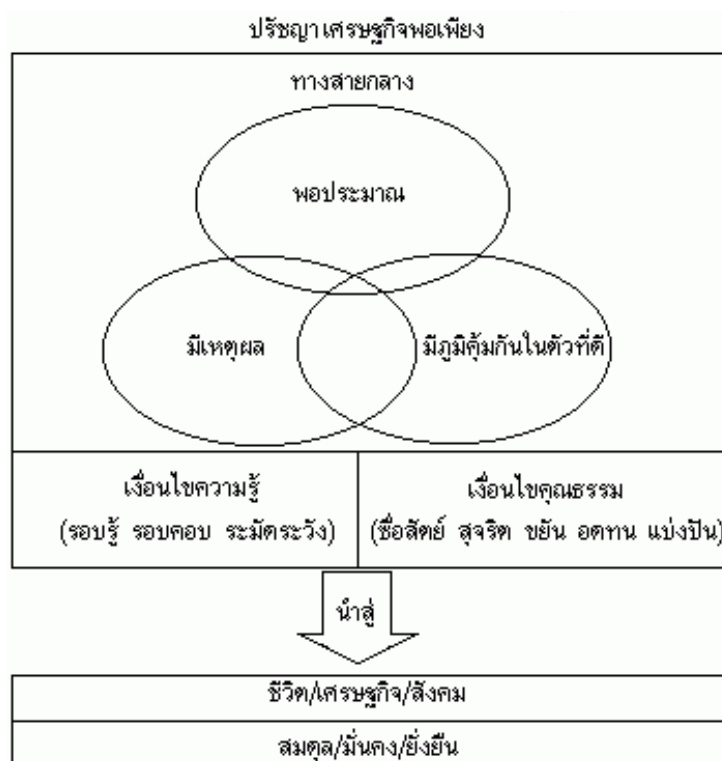 ปรัชญาเศรษฐกิจพอเพียง
ทางสายกลาง
พอประมาณ
มีเหตุผล
มีภูมิคุ้มกันในตัวที่ดี
เงื่อนไขความรู้
(รอบรู้ รอบคอบ ระมัดระวัง)
เงื่อนไขคุณธรรม
(ซื่อสัตย์ สุจริต ขยัน อดทน แบ่งปัน)
นำสู่
ชีวิต/เศรษฐกิจ/สังคม
สมดุล/มั่นคง/ยั่งยืน